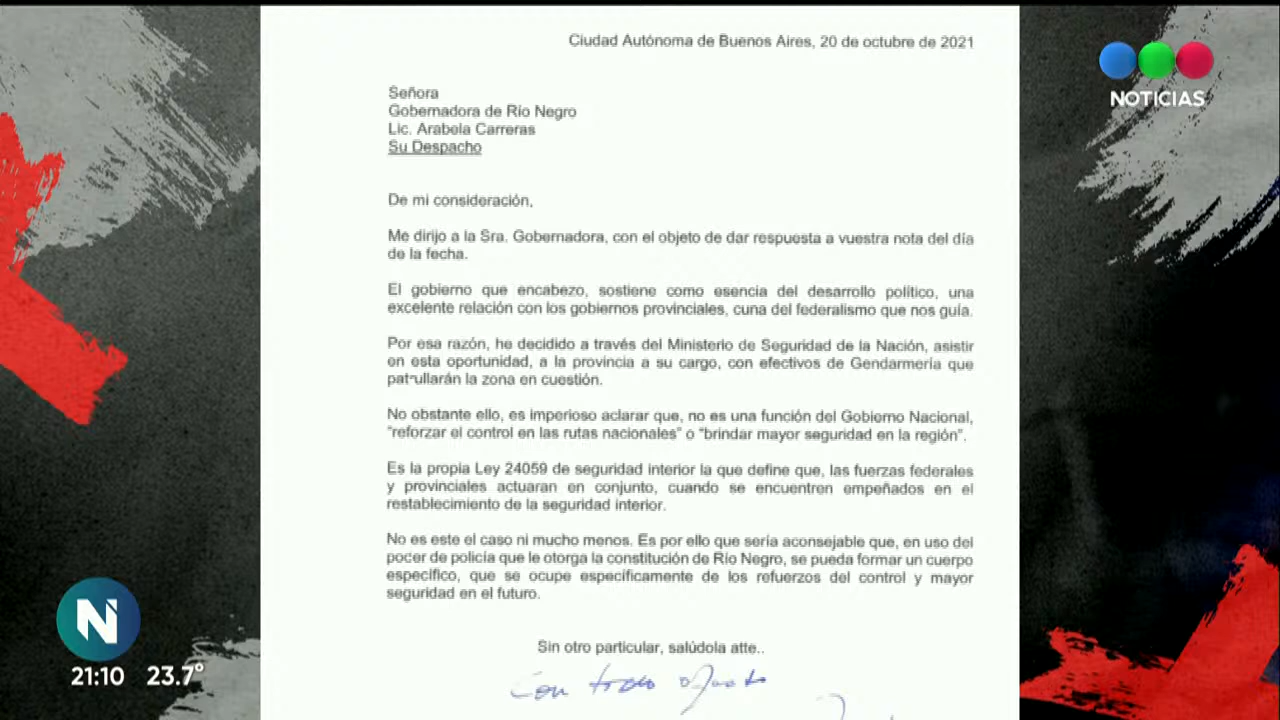 Ciudad Autónoma de Buenos Aires, 20 de octubre de 2021
NOTICIAS
Señora
Gobernadora de Río Negro
Lic. Arabela Carreras
Su Despacho
De mi consideración,
Me dirijo a la Sra. Gobernadora, con el objeto de dar respuesta a vuestra nota del día
de la fecha.
El gobierno que encabezo, sostiene como esencia del desarrollo político, una
excelente relación con los gobiernos provinciales, cuna del federalismo que nos guía.
Por esa razón, he decidido a través del Ministerio de Seguridad de la Nación, asistir
en esta oportunidad, a la provincia a su cargo, con efectivos de Gendarmería que
patrullarán la zona en cuestión.
No obstante ello, es imperioso aclarar que, no es una función del Gobierno Nacional,
“reforzar el control en las rutas nacionales” o “brindar mayor seguridad en la región”.
Es la propia Ley 24059 de seguridad interior la que define que, las fuerzas federales
y provinciales actuaran en conjunto, cuando se encuentren empeñados en el
restablecimiento de la seguridad interior.
No es este el caso ni mucho menos. Es por ello que sería aconsejable que, en uso del
poder de policía que le otorga la constitución de Río Negro, se pueda formar un cuerpo
específico, que se ocupe específicamente de los refuerzos del control y mayor
seguridad en el futuro.
Sin otro particular, salúdola atte..
Con todo afecto
N
21:10 23.7°